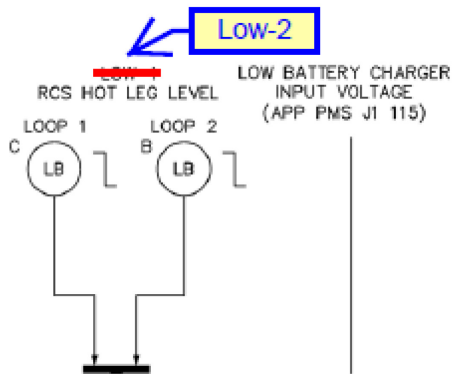 Low-2
RCS HOT LEG LEVEL
LOW BATTERY CHARGER
INPUT VOLTAGE
(APP PMS J1 115)
LOOP 1
LOOP 2
C
LB
B
LB